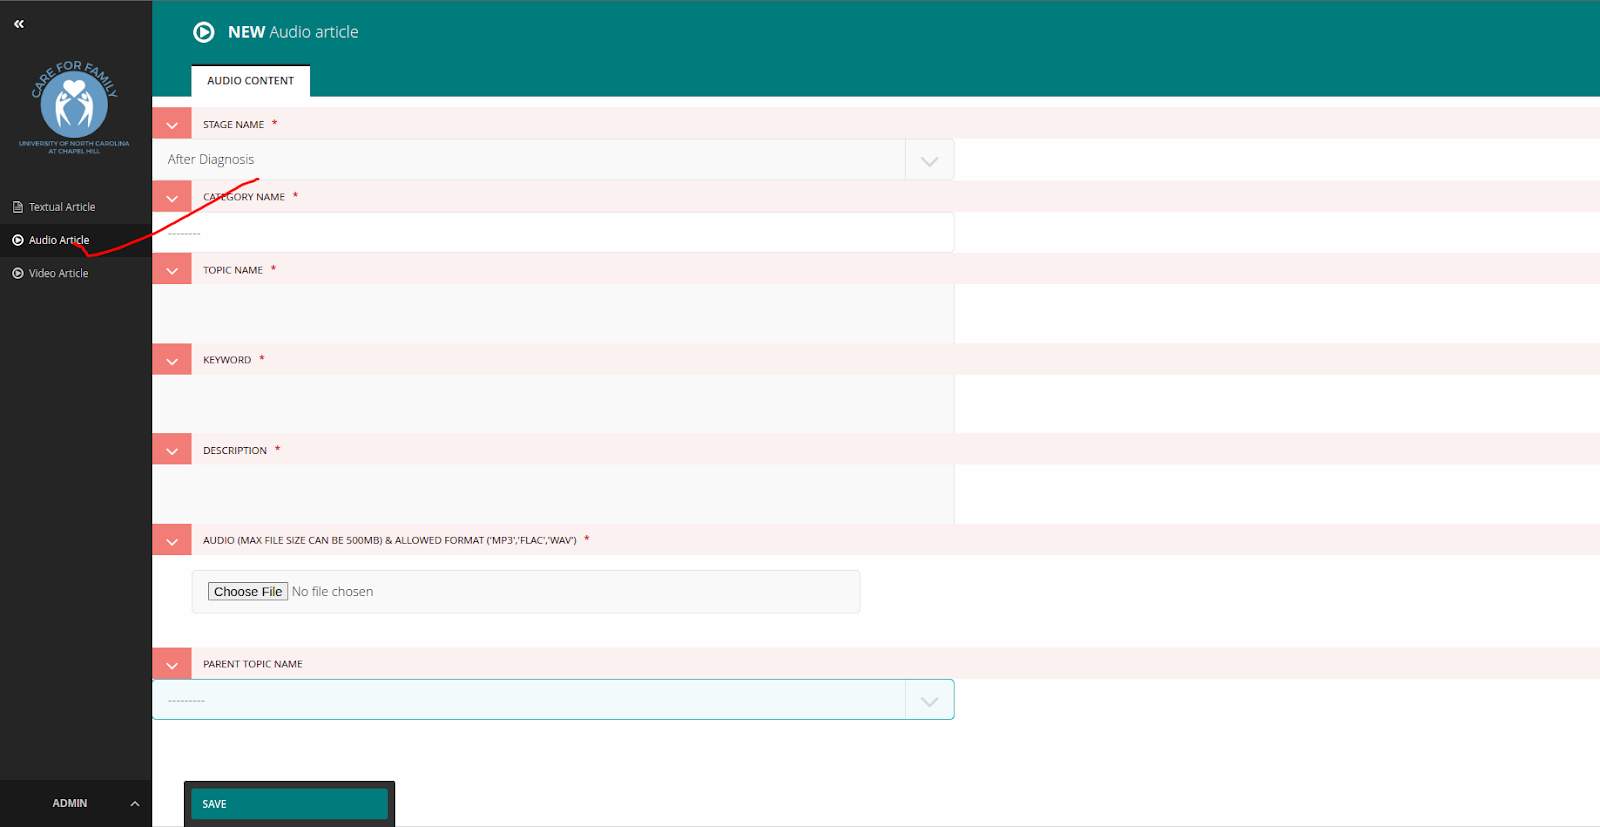 «
NEW Audio article
AUDIO CONTENT
CARE FOR FAMILY
UNIVERSITY OF NORTH CAROLINA
AT CHAPEL HILL
Textual Article
Audio Article
Video Article
ADMIN
STAGE NAME *
After Diagnosis
CATEGORY NAME *
--------
TOPIC NAME *
KEYWORD *
DESCRIPTION *
AUDIO (MAX FILE SIZE CAN BE 500MB) & ALLOWED FORMAT ('MP3','FLAC','WAV') *
Choose File No file chosen
PARENT TOPIC NAME
---------
SAVE